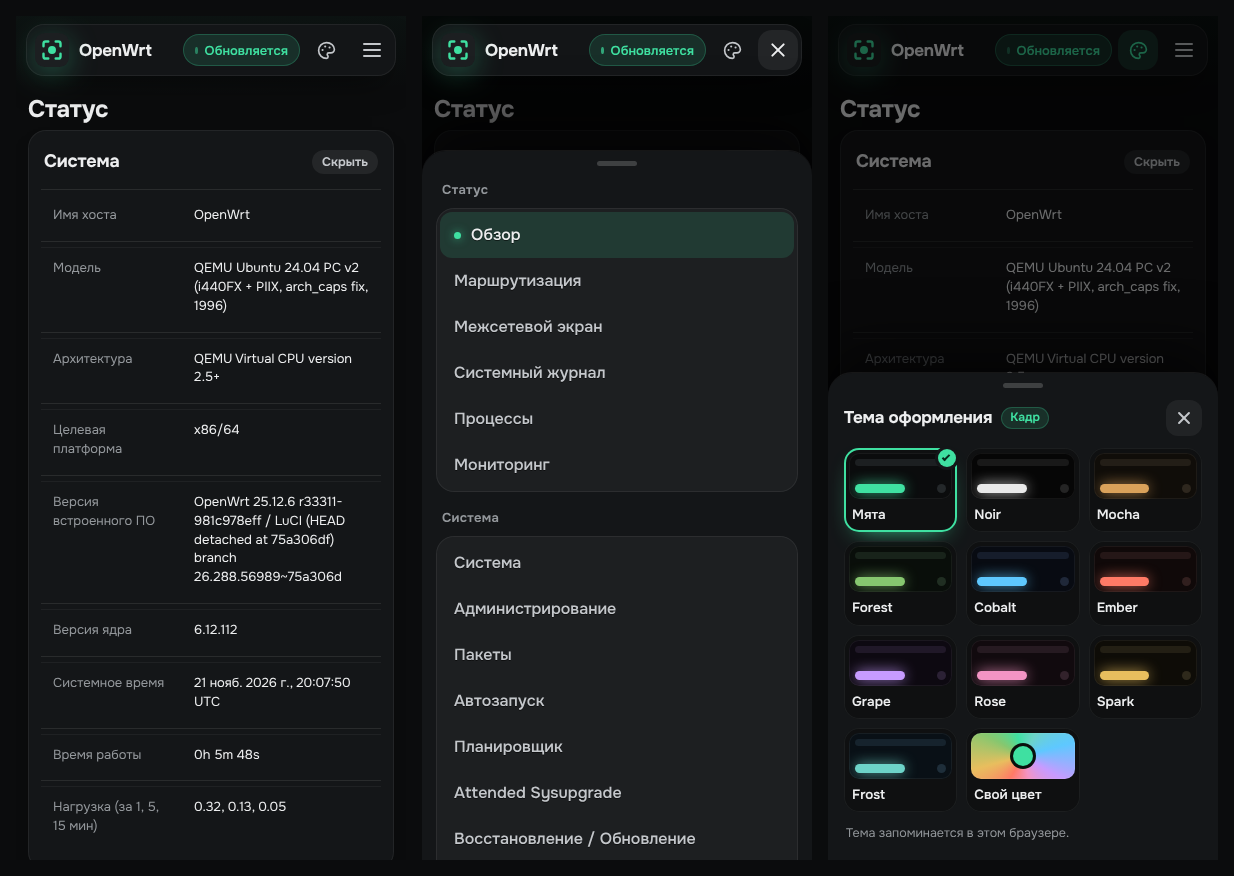 OpenWrt
Обновляется
Статус
Система
Скрыть
Имя хоста
OpenWrt
Модель
QEMU Ubuntu 24.04 PC v2
(i440FX + PIIX, arch_caps fix,
1996)
Архитектура
QEMU Virtual CPU version
2.5+
Целевая
платформа
x86/64
Версия
встроенного ПО
OpenWrt 25.12.6 r33311-
981c978eff / LuCI (HEAD
detached at 75a306df)
branch
26.288.56989~75a306d
Версия ядра
6.12.112
Системное время
21 нояб. 2026 г., 20:07:50
UTC
Время работы
0h 5m 48s
Нагрузка (за 1, 5,
15 мин)
0.32, 0.13, 0.05
OpenWrt
Обновляется
Статус
Статус
Обзор
Маршрутизация
Межсетевой экран
Системный журнал
Процессы
Мониторинг
Система
Система
Администрирование
Пакеты
Автозапуск
Планировщик
Attended Sysupgrade
Восстановление / Обновление
OpenWrt
Обновляется
Статус
Система
Скрыть
Имя хоста
OpenWrt
Модель
QEMU Ubuntu 24.04 PC v2
(i440FX + PIIX, arch_caps fix,
1996)
Архитектура
QEMU Virtual CPU version
Тема оформления
Кадр
Мята
Noir
Mocha
Forest
Cobalt
Ember
Grape
Rose
Spark
Frost
Свой цвет
Тема запоминается в этом браузере.